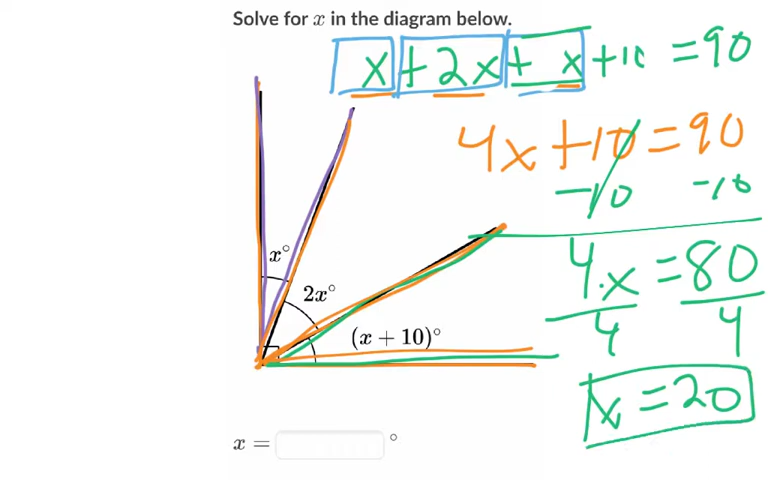 Solve for x in the diagram below.
x + 2x + x + 10 = 90
4x + 10 = 90
-10 -10
4·x = 80
4 4
x = 20
x°
2x°
(x + 10)°
x = °